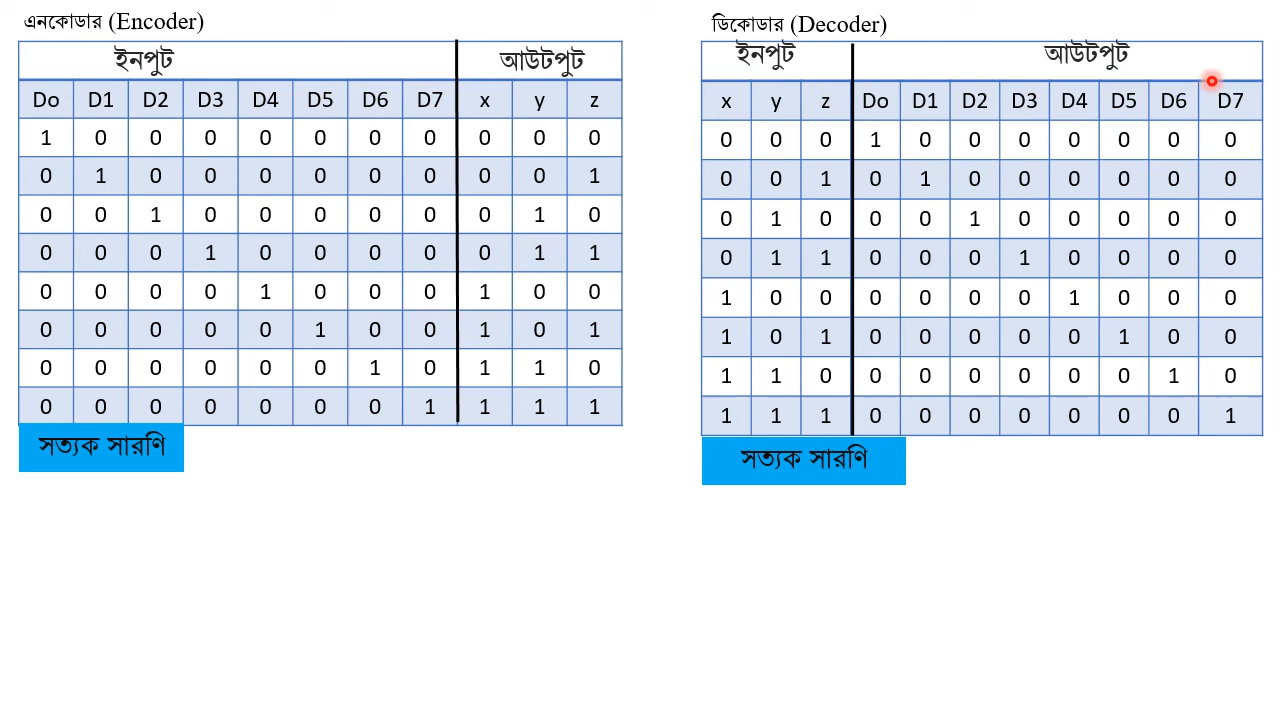 এনকোডার (Encoder)
ইনপুট আউটপুট
Do D1 D2 D3 D4 D5 D6 D7 x y z
1 0 0 0 0 0 0 0 0 0 0
0 1 0 0 0 0 0 0 0 0 1
0 0 1 0 0 0 0 0 0 1 0
0 0 0 1 0 0 0 0 0 1 1
0 0 0 0 1 0 0 0 1 0 0
0 0 0 0 0 1 0 0 1 0 1
0 0 0 0 0 0 1 0 1 1 0
0 0 0 0 0 0 0 1 1 1 1
সত্যক সারণি
ডিকোডার (Decoder)
ইনপুট আউটপুট
x y z Do D1 D2 D3 D4 D5 D6 D7
0 0 0 1 0 0 0 0 0 0 0
0 0 1 0 1 0 0 0 0 0 0
0 1 0 0 0 1 0 0 0 0 0
0 1 1 0 0 0 1 0 0 0 0
1 0 0 0 0 0 0 1 0 0 0
1 0 1 0 0 0 0 0 1 0 0
1 1 0 0 0 0 0 0 0 1 0
1 1 1 0 0 0 0 0 0 0 1
সত্যক সারণি